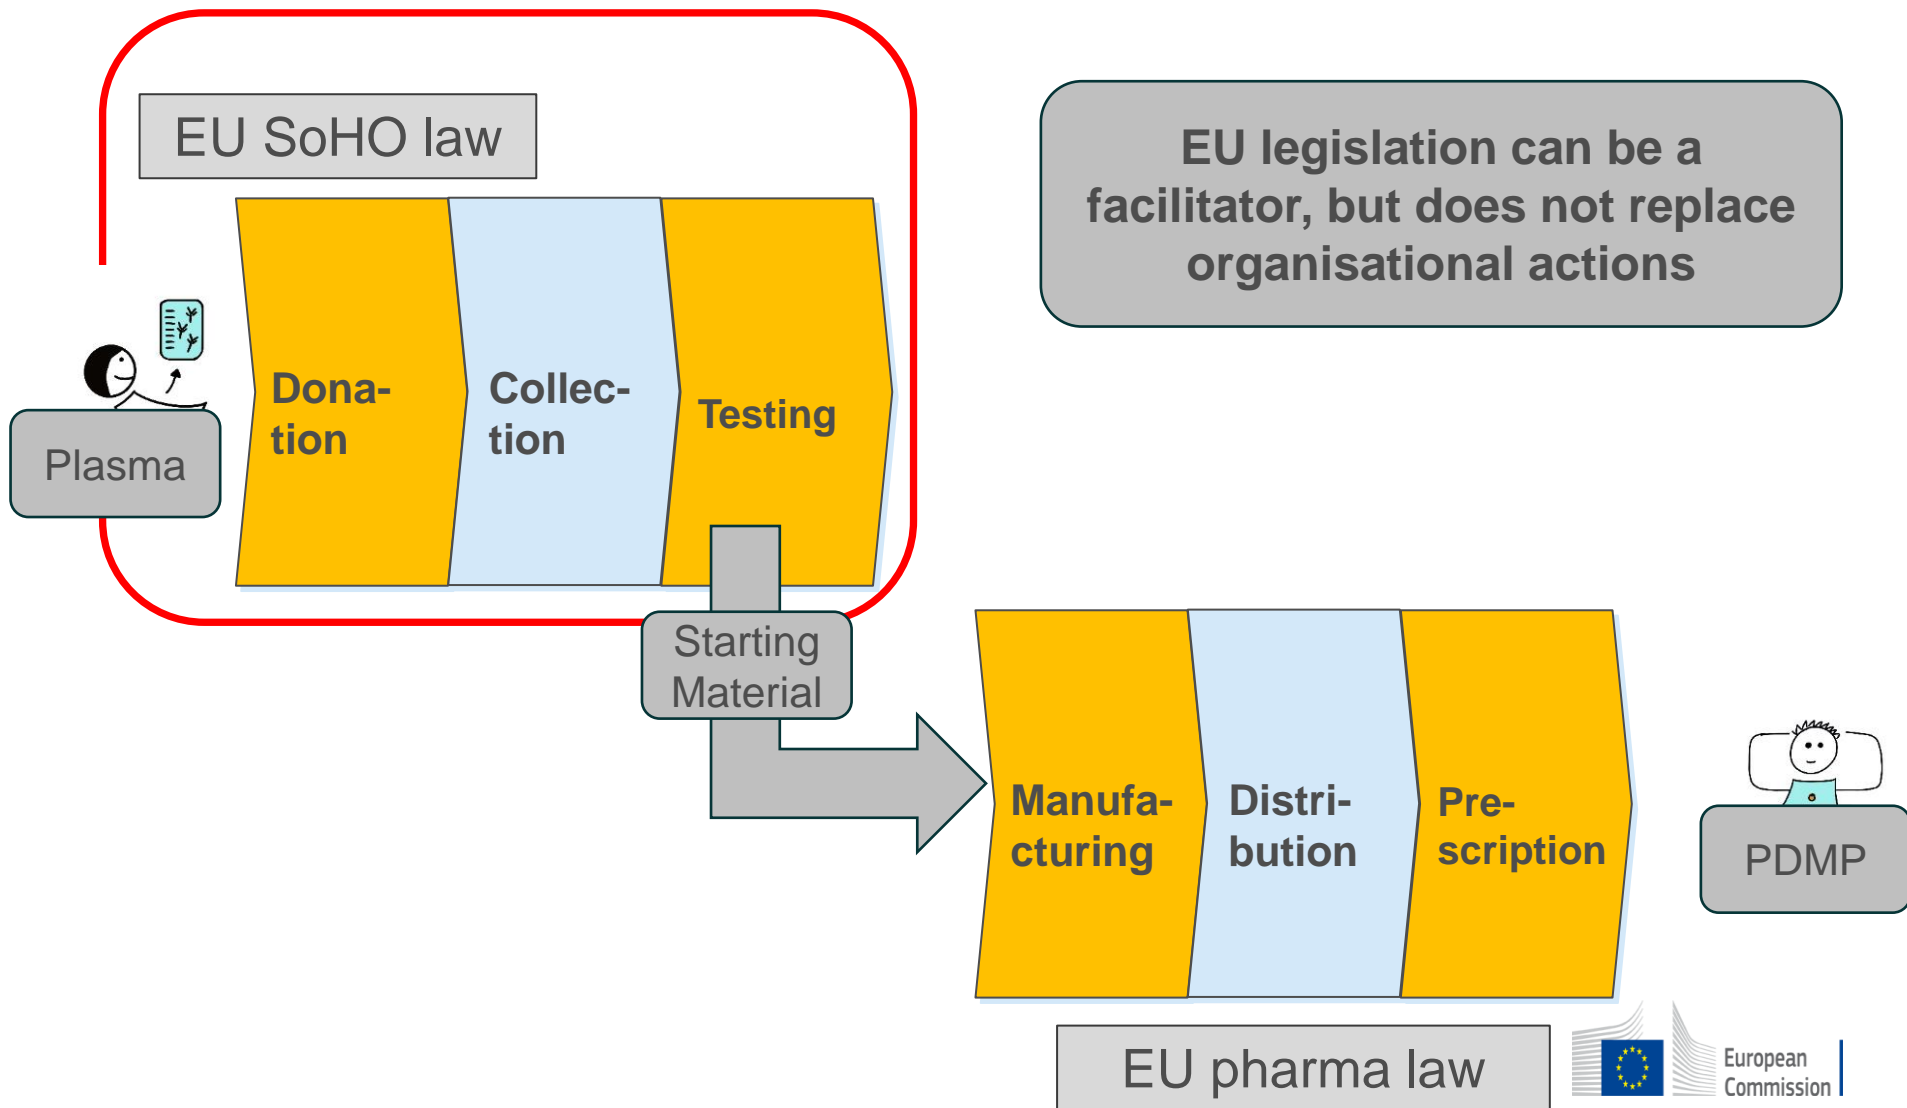 EU SoHO law
EU legislation can be a
facilitator, but does not replace
organisational actions
Plasma
Dona-
tion
Collec-
tion
Testing
Starting
Material
Manufa-
cturing
Distri-
bution
Pre-
scription
PDMP
EU pharma law
European
Commission